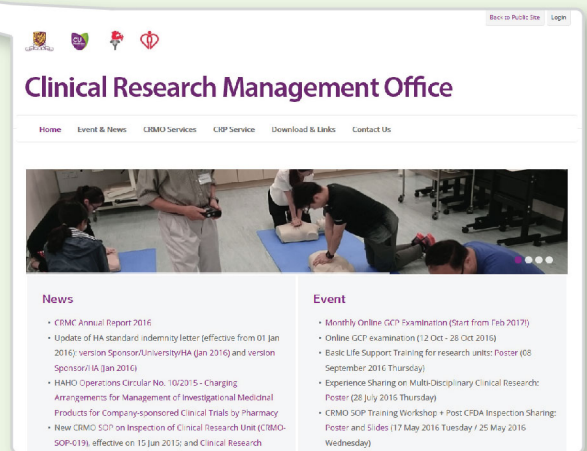 Back to Public Site Login
CU
Clinical Research Management Office
Home Event & News CRMO Services CRP Service Download & Links Contact Us
News
• CRMC Annual Report 2016
• Update of HA standard indemnity letter (effective from 01 Jan
2016): version Sponsor/University/HA (Jan 2016) and version
Sponsor/HA (Jan 2016)
• HAHO Operations Circular No. 10/2015 - Charging
Arrangements for Management of Investigational Medicinal
Products for Company-sponsored Clinical Trials by Pharmacy
• New CRMO SOP on Inspection of Clinical Research Unit (CRMO-
SOP-019), effective on 15 Jun 2015; and Clinical Research
Event
• Monthly Online GCP Examination (Start from Feb 2017!)
• Online GCP examination (12 Oct - 28 Oct 2016)
• Basic Life Support Training for research units: Poster (08
September 2016 Thursday)
• Experience Sharing on Multi-Disciplinary Clinical Research:
Poster (28 July 2016 Thursday)
• CRMO SOP Training Workshop + Post CFDA Inspection Sharing:
Poster and Slides (17 May 2016 Tuesday / 25 May 2016
Wednesday)